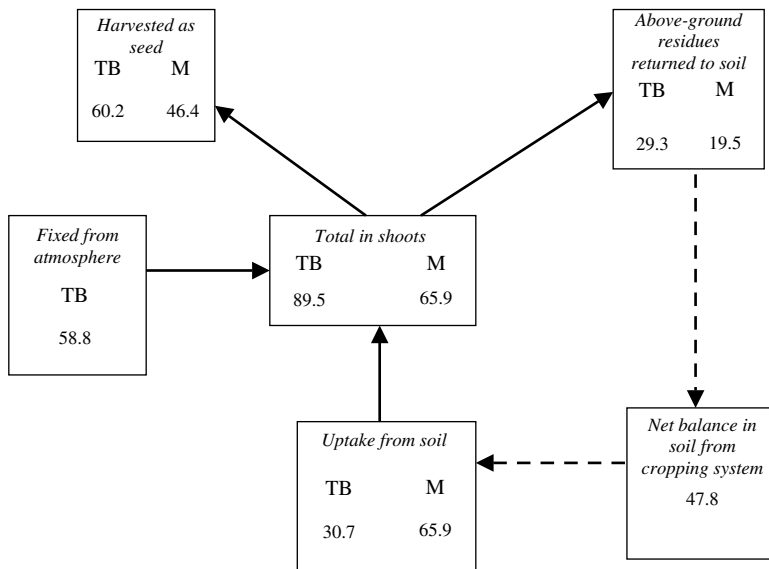 Harvested as
seed
TB M
60.2 46.4
Above-ground
residues
returned to soil
TB M
29.3 19.5
Fixed from
atmosphere
TB
58.8
Total in shoots
TB M
89.5 65.9
Uptake from soil
TB M
30.7 65.9
Net balance in
soil from
cropping system
47.8